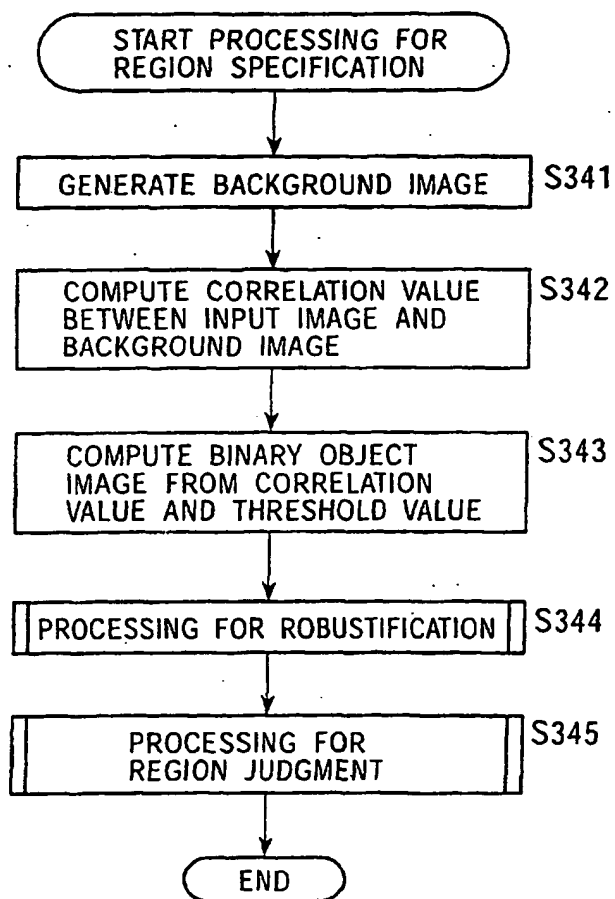 START PROCESSING FOR
REGION SPECIFICATION
GENERATE BACKGROUND IMAGE
S341
COMPUTE CORRELATION VALUE
BETWEEN INPUT IMAGE AND
BACKGROUND IMAGE
S342
COMPUTE BINARY OBJECT
IMAGE FROM CORRELATION
VALUE AND THRESHOLD VALUE
S343
PROCESSING FOR ROBUSTIFICATION
S344
PROCESSING FOR
REGION JUDGMENT
S345
END